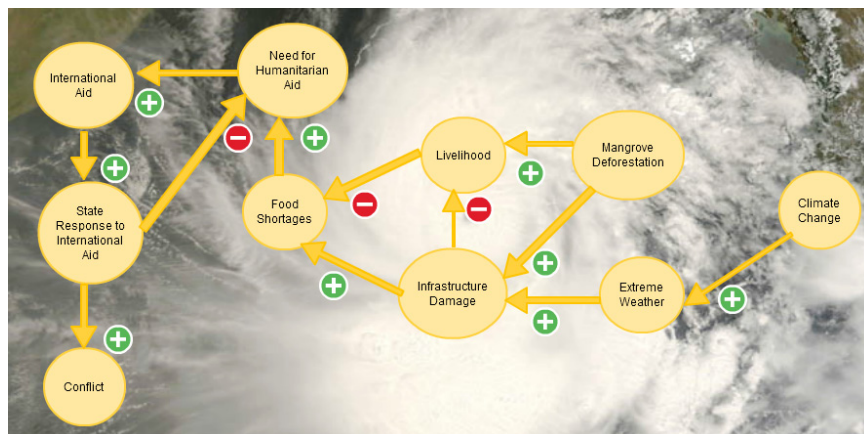 Need for
Humanitarian
Aid
International
Aid
Livelihood
Mangrove
Deforestation
State
Response to
International
Aid
Food
Shortages
Climate
Change
Infrastructure
Damage
Extreme
Weather
Conflict